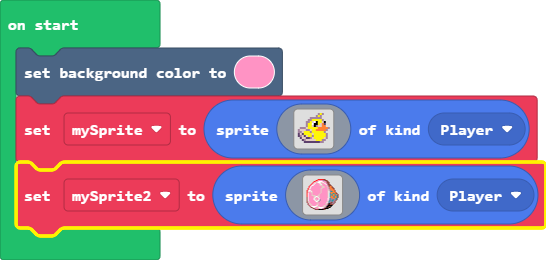 on start
set background color to
set mySprite to sprite of kind Player
set mySprite2 to sprite of kind Player